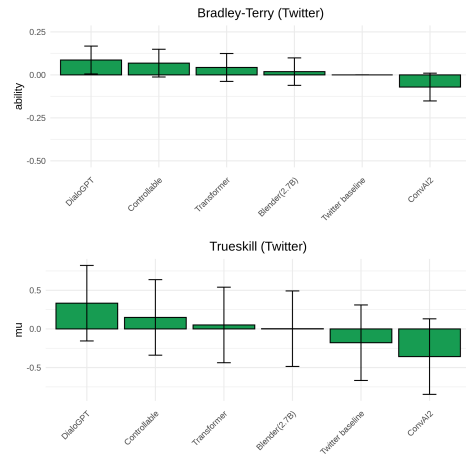 Bradley-Terry (Twitter)
0.25
0.00
-0.25
-0.50
ability
DialoGPT
Controllable
Transformer
Blender(2.7B)
Twitter baseline
ConvAI2
Trueskill (Twitter)
0.5
0.0
-0.5
mu
DialoGPT
Controllable
Transformer
Blender(2.7B)
Twitter baseline
ConvAI2